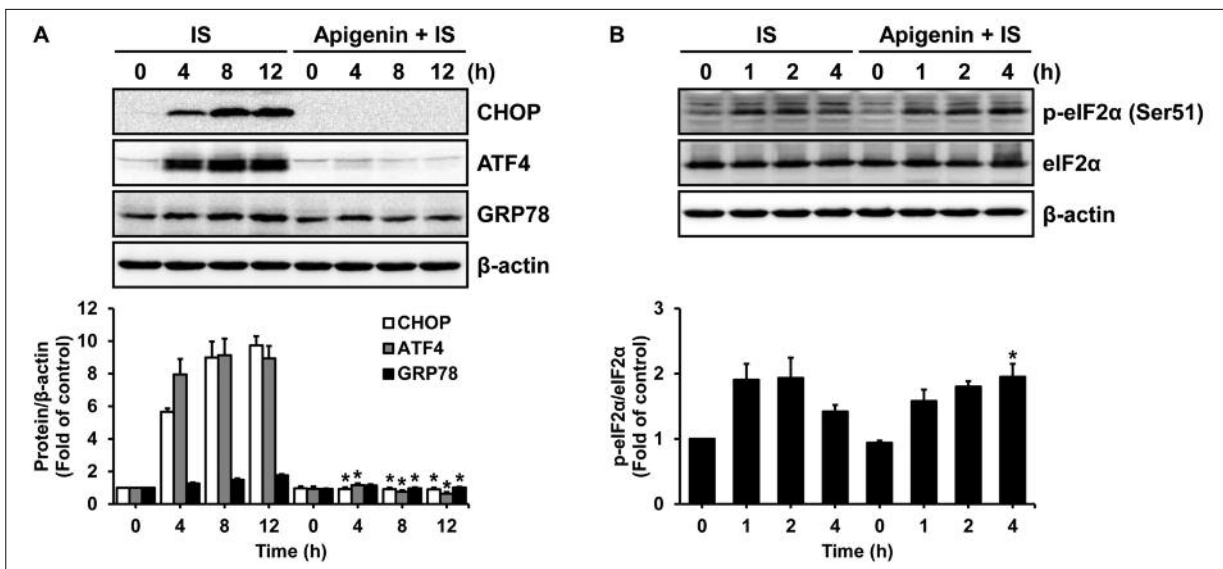 A
IS Apigenin + IS
0 4 8 12 0 4 8 12 (h)
CHOP
ATF4
GRP78
β-actin
12
10
8
6
4
2
0
Protein/β-actin
(Fold of control)
CHOP
ATF4
GRP78
* * * * * * * *
0 4 8 12 0 4 8 12
Time (h)
B
IS Apigenin + IS
0 1 2 4 0 1 2 4 (h)
p-eIF2α (Ser51)
eIF2α
β-actin
3
2
1
0
p-eIF2α/eIF2α
(Fold of control)
*
0 1 2 4 0 1 2 4
Time (h)